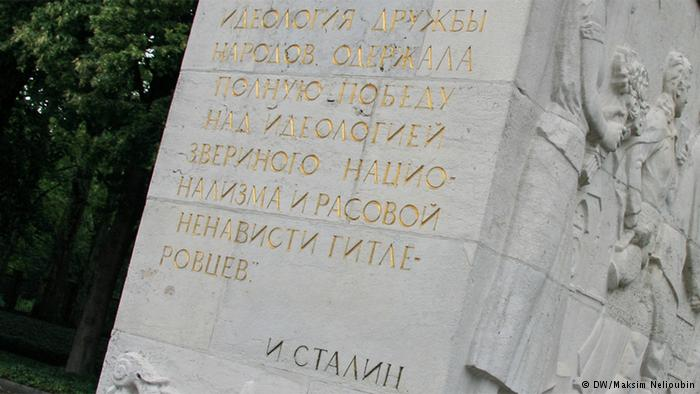 ИДЕОЛОГИЯ ДРУЖБЫ
НАРОДОВ, ОДЕРЖАЛА
ПОЛНУЮ ПОБЕДУ
НАД ИДЕОЛОГИЕЙ
ЗВЕРИНОГО НАЦИО-
НАЛИЗМА И РАСОВОЙ
НЕНАВИСТИ ГИТЛЕ-
РОВЦЕВ."
И. СТАЛИН.
© DW/Maksim Nelioubin